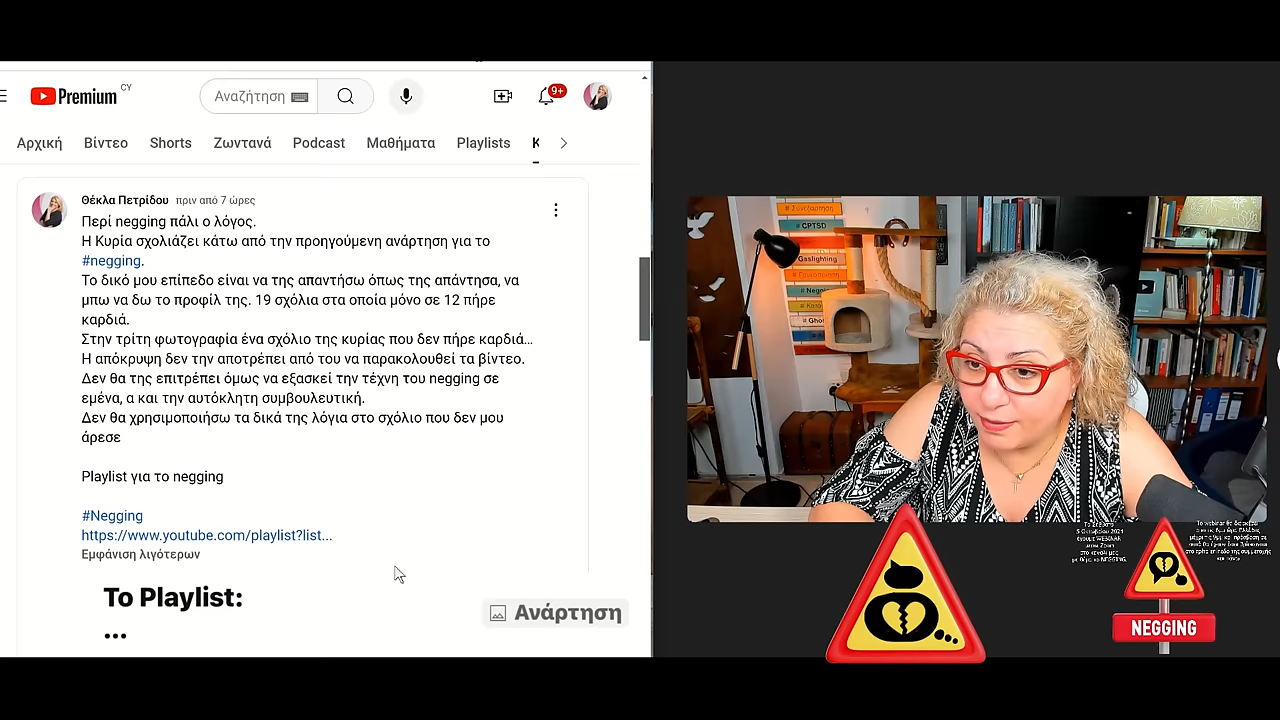 Premium CY
Αναζήτηση
9+
Αρχική Βίντεο Shorts Ζωντανά Podcast Μαθήματα Playlists Κ
Θέκλα Πετρίδου πριν από 7 ώρες
Περι negging πάλι ο λόγος.
Η Κυρία σχολιάζει κάτω από την προηγούμενη ανάρτηση για το
#negging.
Το δικό μου επίπεδο είναι να της απαντήσω όπως της απάντησα, να
μπω να δω το προφίλ της. 19 σχόλια στα οποία μόνο σε 12 πήρε
καρδιά.
Στην τρίτη φωτογραφία ένα σχόλιο της κυρίας που δεν πήρε καρδιά...
Η απόκρυψη δεν την αποτρέπει από του να παρακολουθεί τα βίντεο.
Δεν θα της επιτρέπει όμως να εξασκεί την τέχνη του negging σε
εμένα, α και την αυτόκλητη συμβουλευτική.
Δεν θα χρησιμοποιήσω τα δικά της λόγια στο σχόλιο που δεν μου
άρεσε
Playlist για το negging
#Negging
https://www.youtube.com/playlist?list...
Εμφάνιση λιγότερων
Το Playlist:
...
Ανάρτηση
# Συνεξάρτηση
# CPTSD
Gaslighting
NEGGING